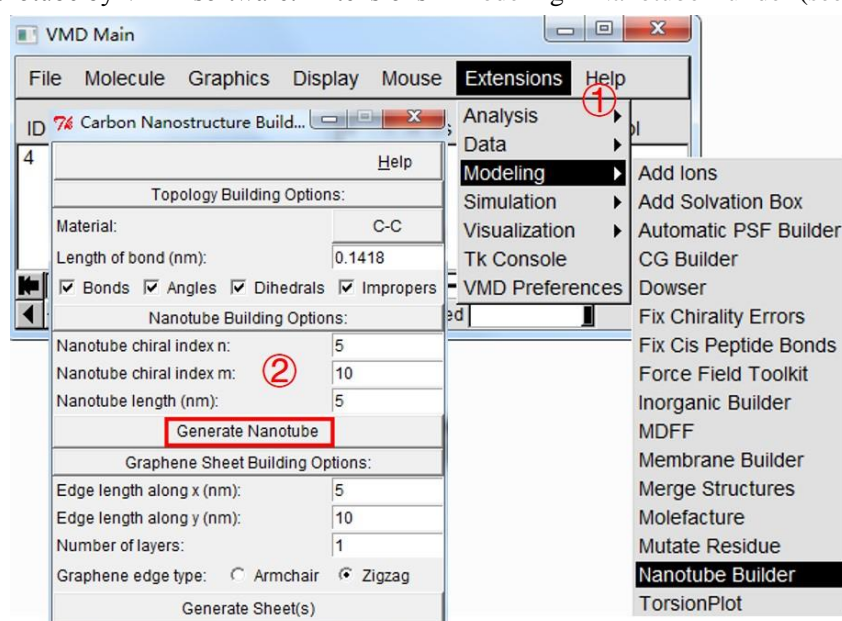 VMD Main
File Molecule Graphics Display Mouse Extensions Help
①
ID
4
Carbon Nanostructure Build...
Help
Topology Building Options:
Material: C-C
Length of bond (nm): 0.1418
Bonds Angles Dihedrals Impropers
Nanotube Building Options:
Nanotube chiral index n: 5
Nanotube chiral index m: 10
②
Nanotube length (nm): 5
Generate Nanotube
Graphene Sheet Building Options:
Edge length along x (nm): 5
Edge length along y (nm): 10
Number of layers: 1
Graphene edge type: Armchair Zigzag
Generate Sheet(s)
Analysis
Data
Modeling
Simulation
Visualization
Tk Console
VMD Preferences
Add Ions
Add Solvation Box
Automatic PSF Builder
CG Builder
Dowser
Fix Chirality Errors
Fix Cis Peptide Bonds
Force Field Toolkit
Inorganic Builder
MDFF
Membrane Builder
Merge Structures
Molefacture
Mutate Residue
Nanotube Builder
TorsionPlot